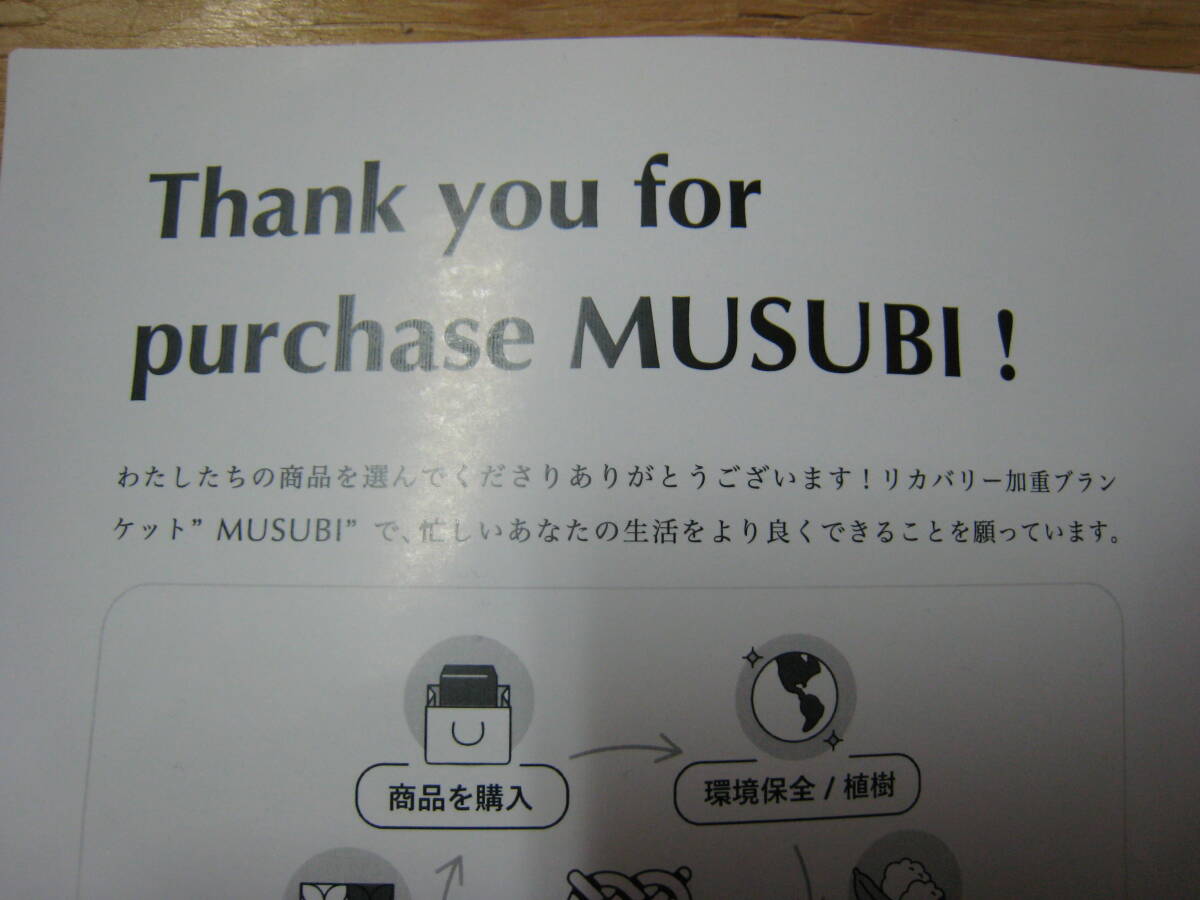 Thank you for
purchase MUSUBI !
わたしたちの商品を選んでくださりありがとうございます！リカバリー加重ブラン
ケット” MUSUBI” で、忙しいあなたの生活をより良くできることを願っています。
商品を購入
環境保全 / 植樹